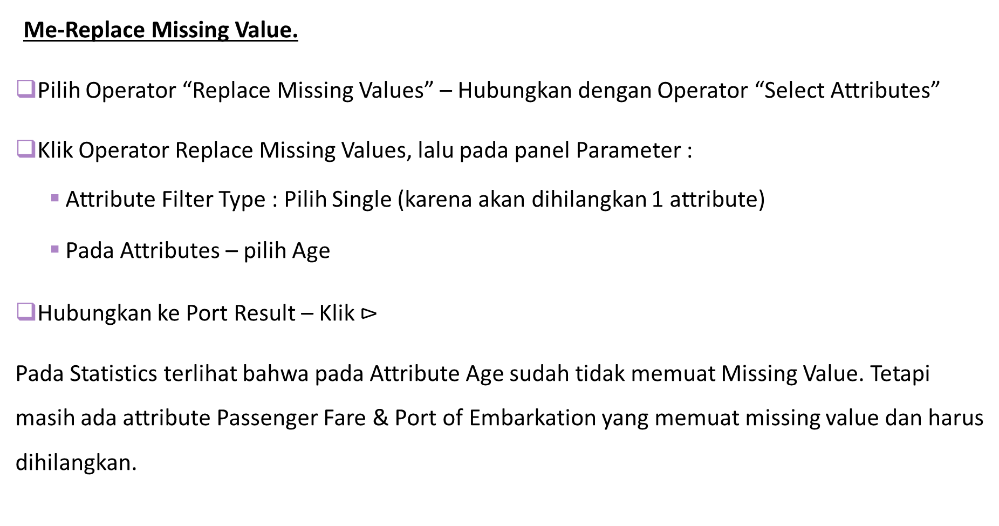 Me-Replace Missing Value.
❑Pilih Operator “Replace Missing Values” – Hubungkan dengan Operator “Select Attributes”
❑Klik Operator Replace Missing Values, lalu pada panel Parameter :
▪ Attribute Filter Type : Pilih Single (karena akan dihilangkan 1 attribute)
▪ Pada Attributes – pilih Age
❑Hubungkan ke Port Result – Klik ⊳
Pada Statistics terlihat bahwa pada Attribute Age sudah tidak memuat Missing Value. Tetapi
masih ada attribute Passenger Fare & Port of Embarkation yang memuat missing value dan harus
dihilangkan.